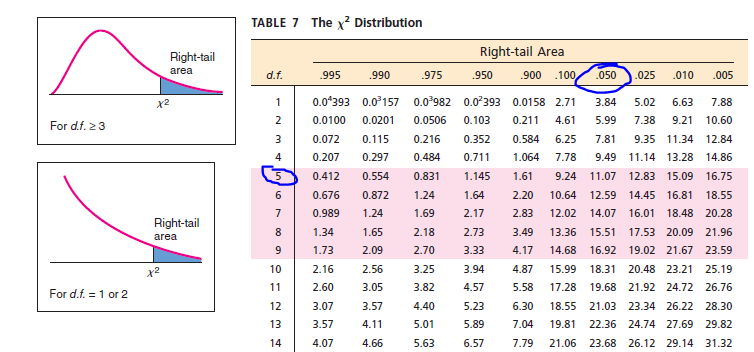 TABLE 7 The χ² Distribution
Right-tail Area
d.f. .995 .990 .975 .950 .900 .100 .050 .025 .010 .005
1 0.0⁴393 0.0³157 0.0³982 0.0²393 0.0158 2.71 3.84 5.02 6.63 7.88
2 0.0100 0.0201 0.0506 0.103 0.211 4.61 5.99 7.38 9.21 10.60
3 0.072 0.115 0.216 0.352 0.584 6.25 7.81 9.35 11.34 12.84
4 0.207 0.297 0.484 0.711 1.064 7.78 9.49 11.14 13.28 14.86
5 0.412 0.554 0.831 1.145 1.61 9.24 11.07 12.83 15.09 16.75
6 0.676 0.872 1.24 1.64 2.20 10.64 12.59 14.45 16.81 18.55
7 0.989 1.24 1.69 2.17 2.83 12.02 14.07 16.01 18.48 20.28
8 1.34 1.65 2.18 2.73 3.49 13.36 15.51 17.53 20.09 21.96
9 1.73 2.09 2.70 3.33 4.17 14.68 16.92 19.02 21.67 23.59
10 2.16 2.56 3.25 3.94 4.87 15.99 18.31 20.48 23.21 25.19
11 2.60 3.05 3.82 4.57 5.58 17.28 19.68 21.92 24.72 26.76
12 3.07 3.57 4.40 5.23 6.30 18.55 21.03 23.34 26.22 28.30
13 3.57 4.11 5.01 5.89 7.04 19.81 22.36 24.74 27.69 29.82
14 4.07 4.66 5.63 6.57 7.79 21.06 23.68 26.12 29.14 31.32
Right-tail
area
χ2
For d.f. ≥ 3
Right-tail
area
χ2
For d.f. = 1 or 2